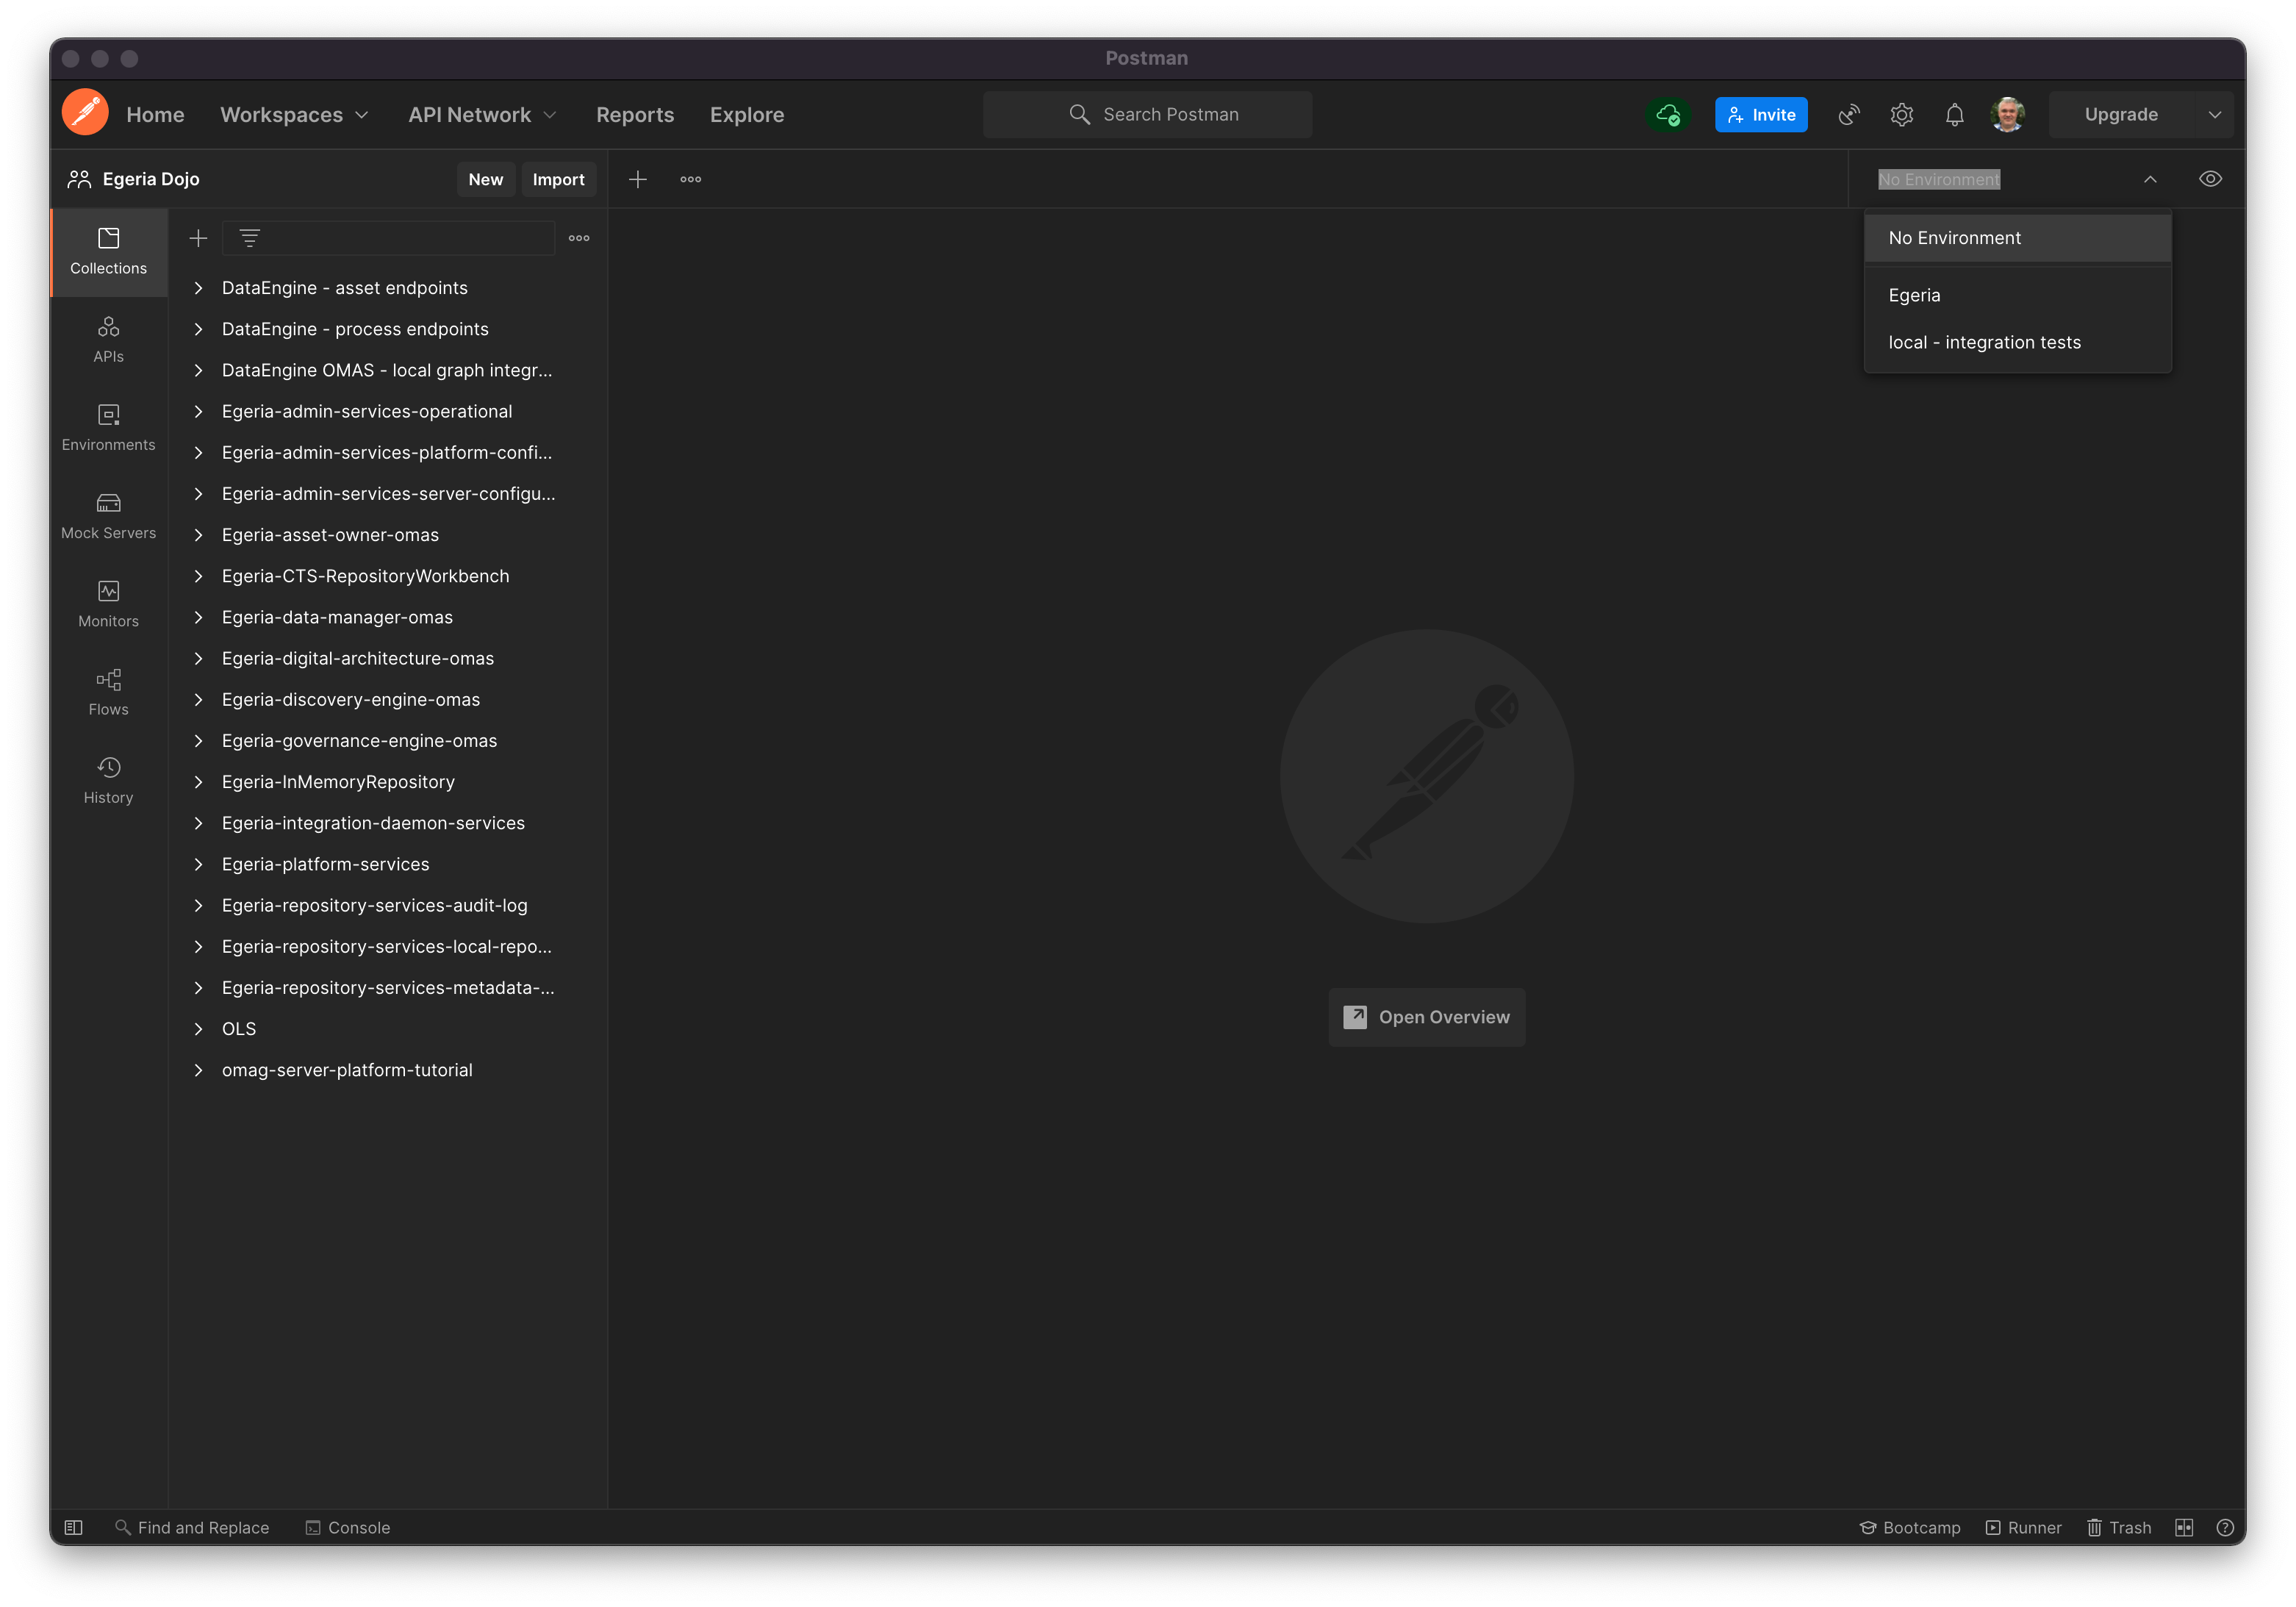 Postman
Home
Workspaces
API Network
Reports
Explore
Search Postman
Invite
Upgrade
Egeria Dojo
New
Import
No Environment
No Environment
Egeria
local - integration tests
Collections
APIs
Environments
Mock Servers
Monitors
Flows
History
DataEngine - asset endpoints
DataEngine - process endpoints
DataEngine OMAS - local graph integr...
Egeria-admin-services-operational
Egeria-admin-services-platform-confi...
Egeria-admin-services-server-configu...
Egeria-asset-owner-omas
Egeria-CTS-RepositoryWorkbench
Egeria-data-manager-omas
Egeria-digital-architecture-omas
Egeria-discovery-engine-omas
Egeria-governance-engine-omas
Egeria-InMemoryRepository
Egeria-integration-daemon-services
Egeria-platform-services
Egeria-repository-services-audit-log
Egeria-repository-services-local-repo...
Egeria-repository-services-metadata-...
OLS
omag-server-platform-tutorial
Open Overview
Find and Replace
Console
Bootcamp
Runner
Trash